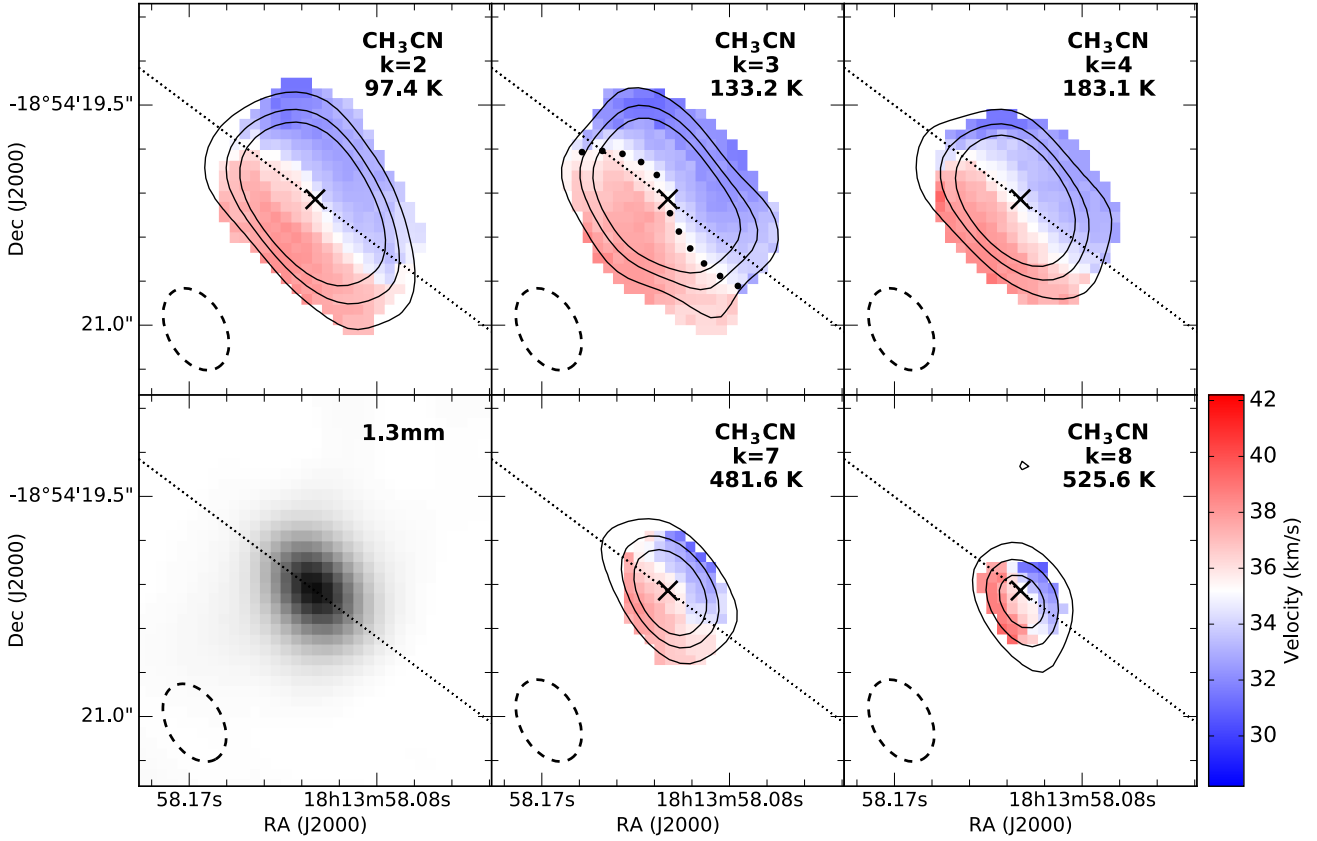 CH₃CN
k=2
97.4 K
CH₃CN
k=3
133.2 K
CH₃CN
k=4
183.1 K
-18°54'19.5"
Dec (J2000)
21.0"
1.3mm
CH₃CN
k=7
481.6 K
CH₃CN
k=8
525.6 K
-18°54'19.5"
Dec (J2000)
21.0"
58.17s
18h13m58.08s
RA (J2000)
58.17s
18h13m58.08s
RA (J2000)
58.17s
18h13m58.08s
RA (J2000)
42
40
38
36
34
32
30
Velocity (km/s)